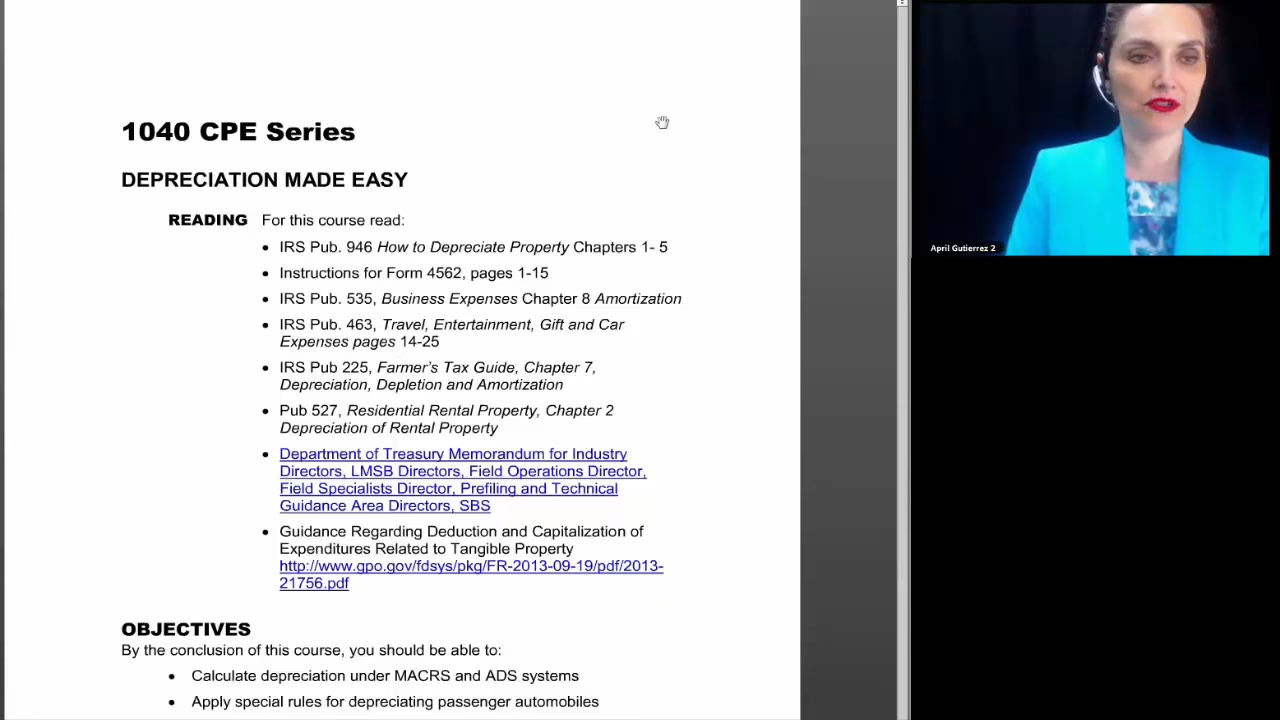 1040 CPE Series
DEPRECIATION MADE EASY
READING For this course read:
• IRS Pub. 946 How to Depreciate Property Chapters 1- 5
• Instructions for Form 4562, pages 1-15
• IRS Pub. 535, Business Expenses Chapter 8 Amortization
• IRS Pub. 463, Travel, Entertainment, Gift and Car
Expenses pages 14-25
• IRS Pub 225, Farmer's Tax Guide, Chapter 7,
Depreciation, Depletion and Amortization
• Pub 527, Residential Rental Property, Chapter 2
Depreciation of Rental Property
• Department of Treasury Memorandum for Industry
Directors, LMSB Directors, Field Operations Director,
Field Specialists Director, Prefiling and Technical
Guidance Area Directors, SBS
• Guidance Regarding Deduction and Capitalization of
Expenditures Related to Tangible Property
http://www.gpo.gov/fdsys/pkg/FR-2013-09-19/pdf/2013-
21756.pdf
OBJECTIVES
By the conclusion of this course, you should be able to:
• Calculate depreciation under MACRS and ADS systems
• Apply special rules for depreciating passenger automobiles
April Gutierrez 2